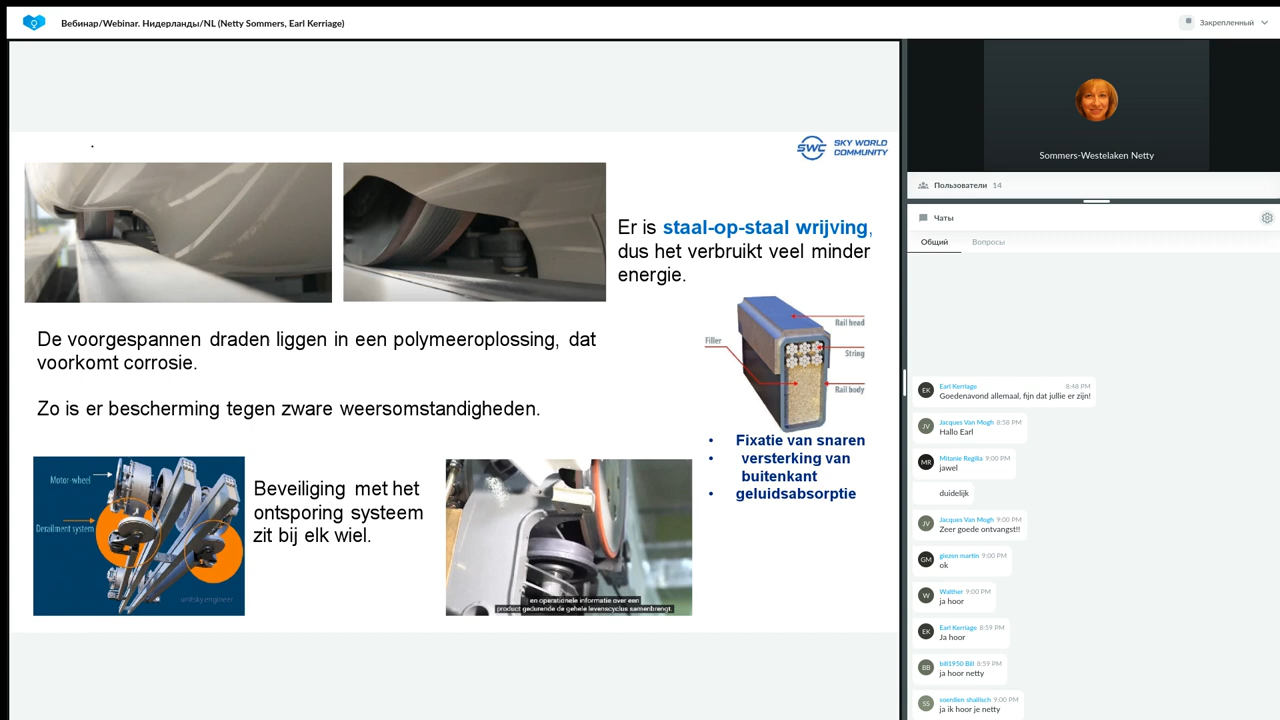 Вебинар/Webinar. Нидерланды/NL (Netty Sommers, Earl Kerriage)
Закрепленный
SWC SKY WORLD
COMMUNITY
Er is staal-op-staal wrijving,
dus het verbruikt veel minder
energie.
De voorgespannen draden liggen in een polymeeroplossing, dat
voorkomt corrosie.
Zo is er bescherming tegen zware weersomstandigheden.
Rail head
Filler
String
Rail body
• Fixatie van snaren
• versterking van
buitenkant
• geluidsabsorptie
Motor-wheel
Derailment system
unitsky.engineer
Beveiliging met het
ontsporing systeem
zit bij elk wiel.
en operationele informatie over een
product gedurende de gehele levenscyclus samenbrengt.
Sommers-Westelaken Netty
Пользователи 14
Чаты
Общий Вопросы
EK Earl Kerriage 8:48 PM
Goedenavond allemaal, fijn dat jullie er zijn!
JV Jacques Van Mogh 8:58 PM
Hallo Earl
MR Mitanie Regilia 9:00 PM
jawel
duidelijk
JV Jacques Van Mogh 9:00 PM
Zeer goede ontvangst!!
GM giezen martin 9:00 PM
ok
W Walther 9:00 PM
ja hoor
EK Earl Kerriage 8:59 PM
Ja hoor
BB bill1950 Bill 8:59 PM
ja hoor netty
SS soerdien shailisch 9:00 PM
ja ik hoor je netty